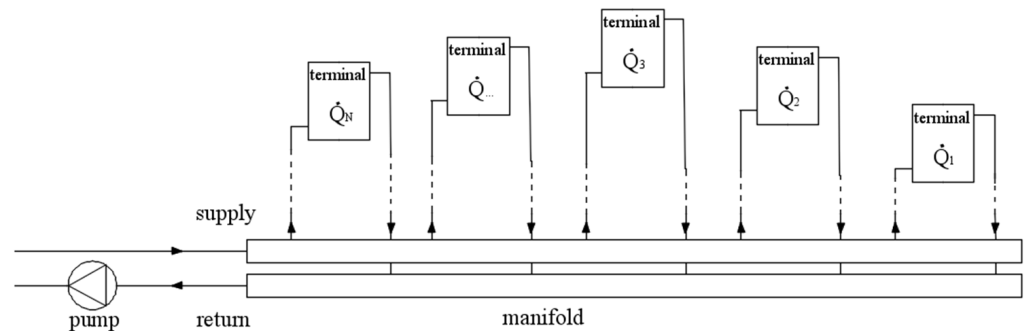 terminal
Q̇N
terminal
Q̇...
terminal
Q̇3
terminal
Q̇2
terminal
Q̇1
supply
pump
return
manifold